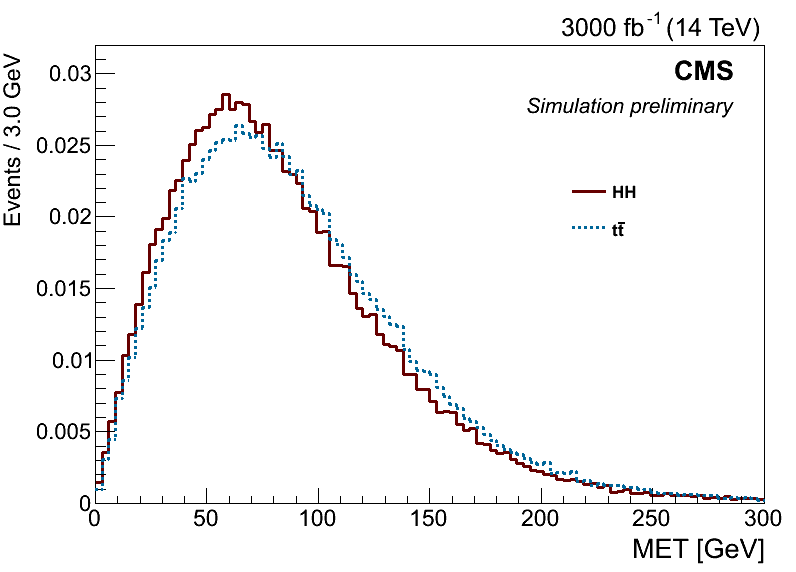 3000 fb⁻¹ (14 TeV)
CMS
Simulation preliminary
Events / 3.0 GeV
0.03
0.025
0.02
0.015
0.01
0.005
0
HH
tt̄
0 50 100 150 200 250 300
MET [GeV]